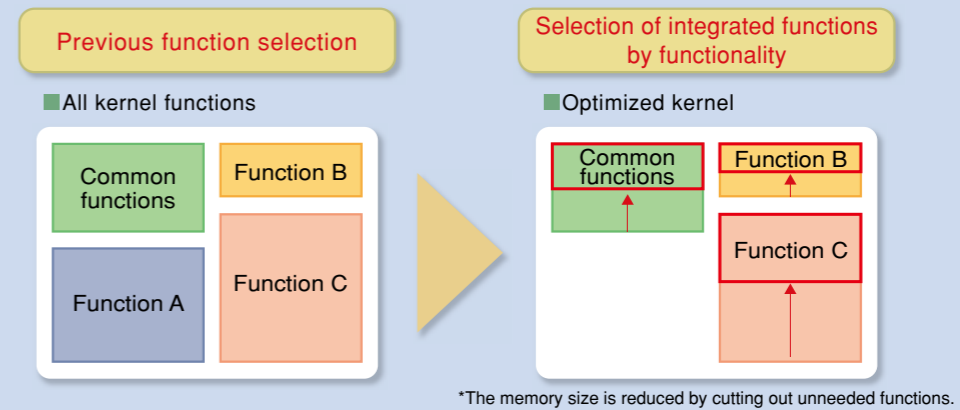 Previous function selection
Selection of integrated functions
by functionality
■All kernel functions
■Optimized kernel
Common
functions
Function B
Function A
Function C
Common
functions
Function B
Function C
*The memory size is reduced by cutting out unneeded functions.